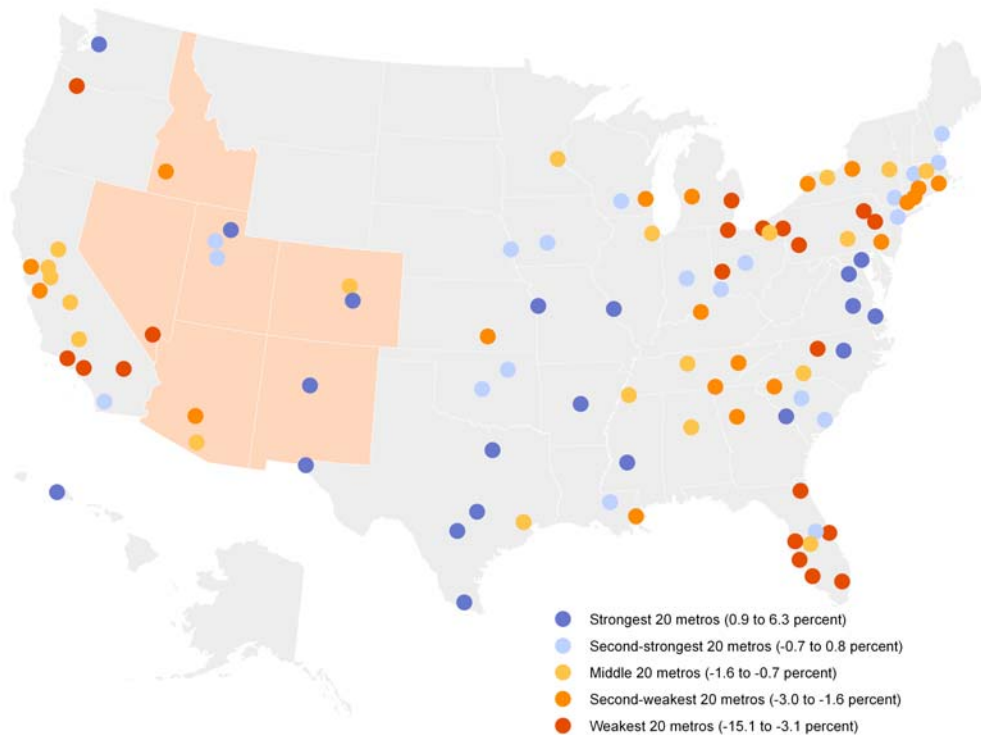 Strongest 20 metros (0.9 to 6.3 percent)
Second-strongest 20 metros (-0.7 to 0.8 percent)
Middle 20 metros (-1.6 to -0.7 percent)
Second-weakest 20 metros (-3.0 to -1.6 percent)
Weakest 20 metros (-15.1 to -3.1 percent)